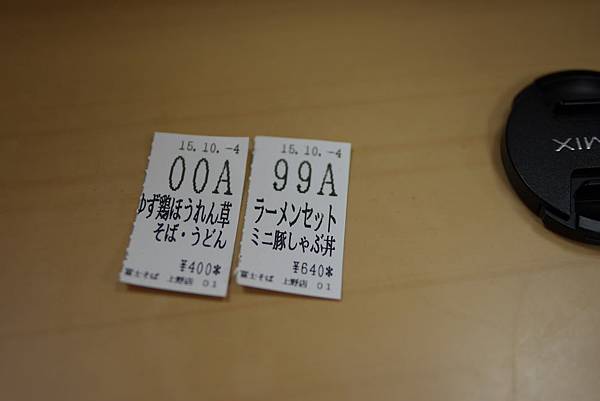 15.10.-4
00A
ゆず鶏ほうれん草
そば・うどん
¥400*
富士そば 上野店 01
15.10.-4
99A
ラーメンセット
ミニ豚しゃぶ丼
¥640*
富士そば 上野店 01
MIX